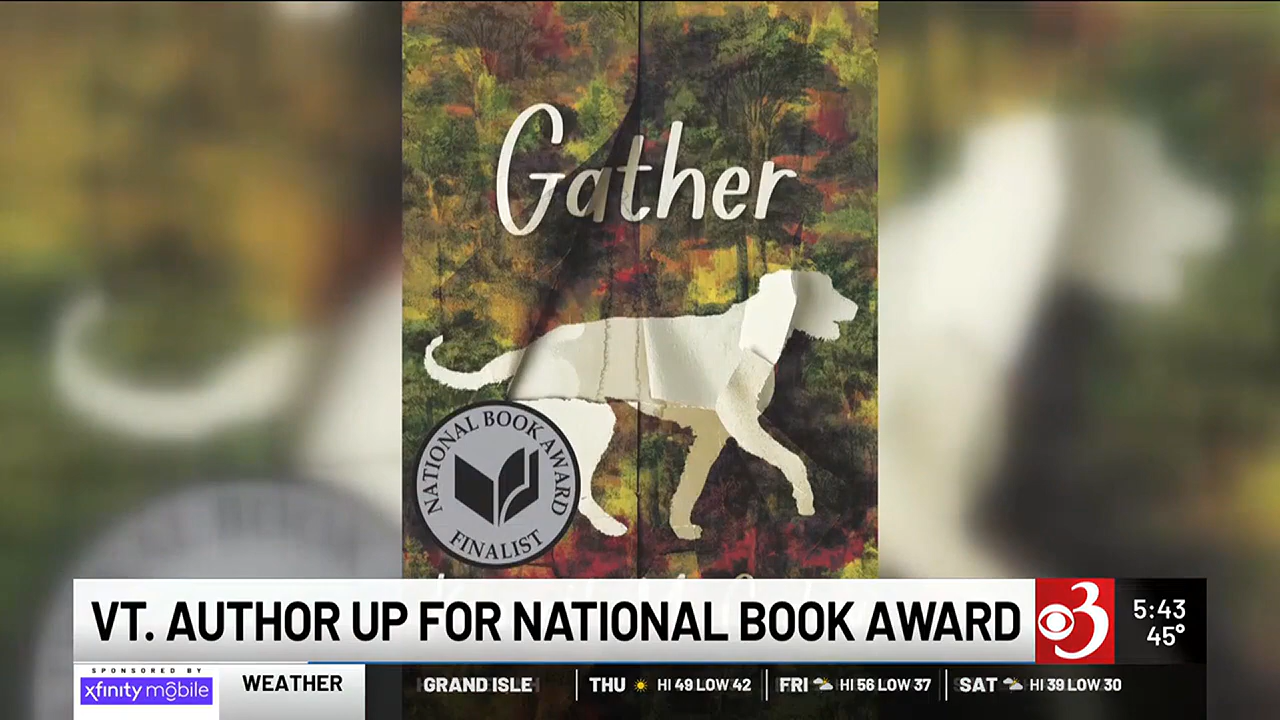 Gather
NATIONAL BOOK AWARD
FINALIST
VT. AUTHOR UP FOR NATIONAL BOOK AWARD
3
5:43
45°
SPONSORED BY
xfinity mobile
WEATHER
GRAND ISLE
THU HI 49 LOW 42
FRI HI 56 LOW 37
SAT HI 39 LOW 30